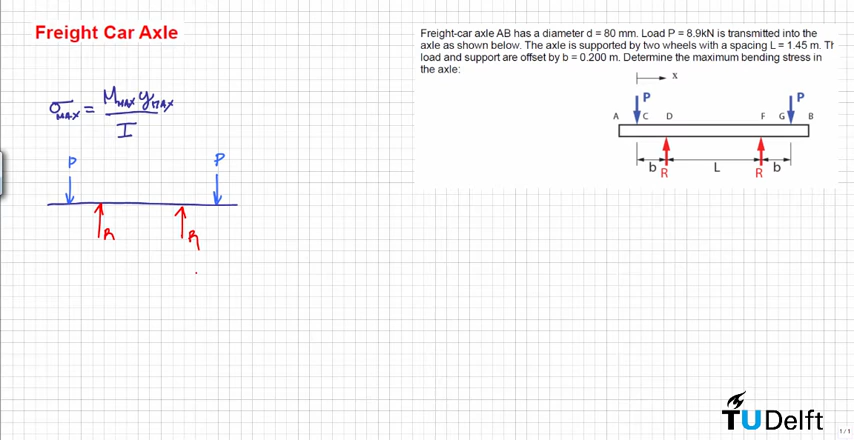 Freight Car Axle
Freight-car axle AB has a diameter d = 80 mm. Load P = 8.9kN is transmitted into the
axle as shown below. The axle is supported by two wheels with a spacing L = 1.45 m. Th
load and support are offset by b = 0.200 m. Determine the maximum bending stress in
the axle:
σMAX = MMAX yMAX
I
P P
R R
x
P P
A C D F G B
b R L R b
TU Delft
1/1